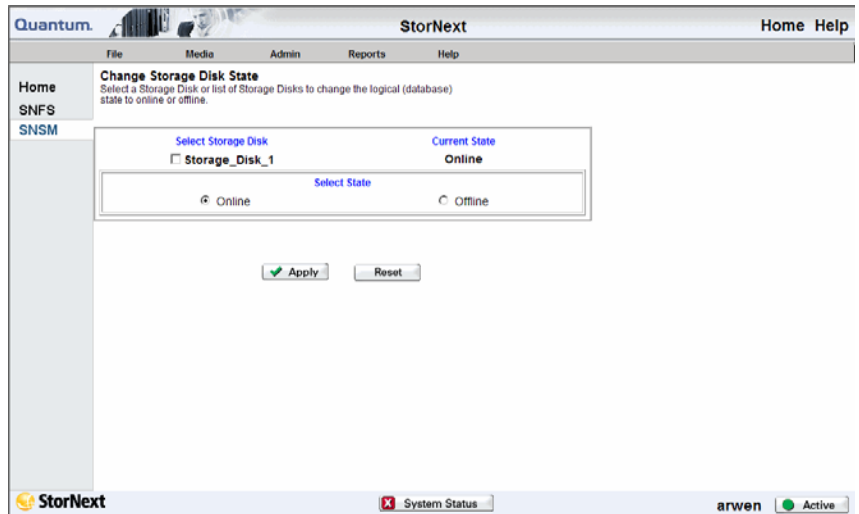 Quantum.
StorNext
Home Help
File Media Admin Reports Help
Home
SNFS
SNSM
Change Storage Disk State
Select a Storage Disk or list of Storage Disks to change the logical (database)
state to online or offline.
Select Storage Disk Current State
Storage_Disk_1 Online
Select State
Online Offline
Apply Reset
StorNext
System Status
arwen Active